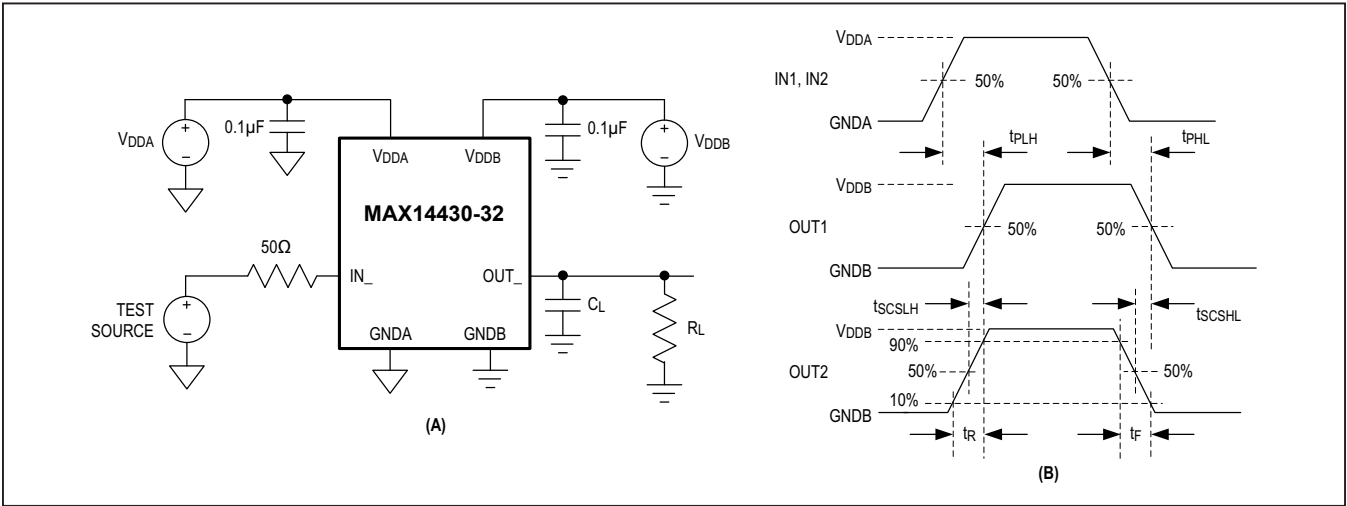 VDDA
0.1µF
VDDA
VDDB
0.1µF
VDDB
MAX14430-32
50Ω
IN_
OUT_
TEST
SOURCE
GNDA
GNDB
CL
RL
(A)
VDDA
IN1, IN2
50%
50%
GNDA
tPLH
tPHL
VDDB
OUT1
50%
50%
GNDB
tSCSLH
tSCSHL
VDDB
90%
OUT2
50%
50%
10%
GNDB
tR
tF
(B)